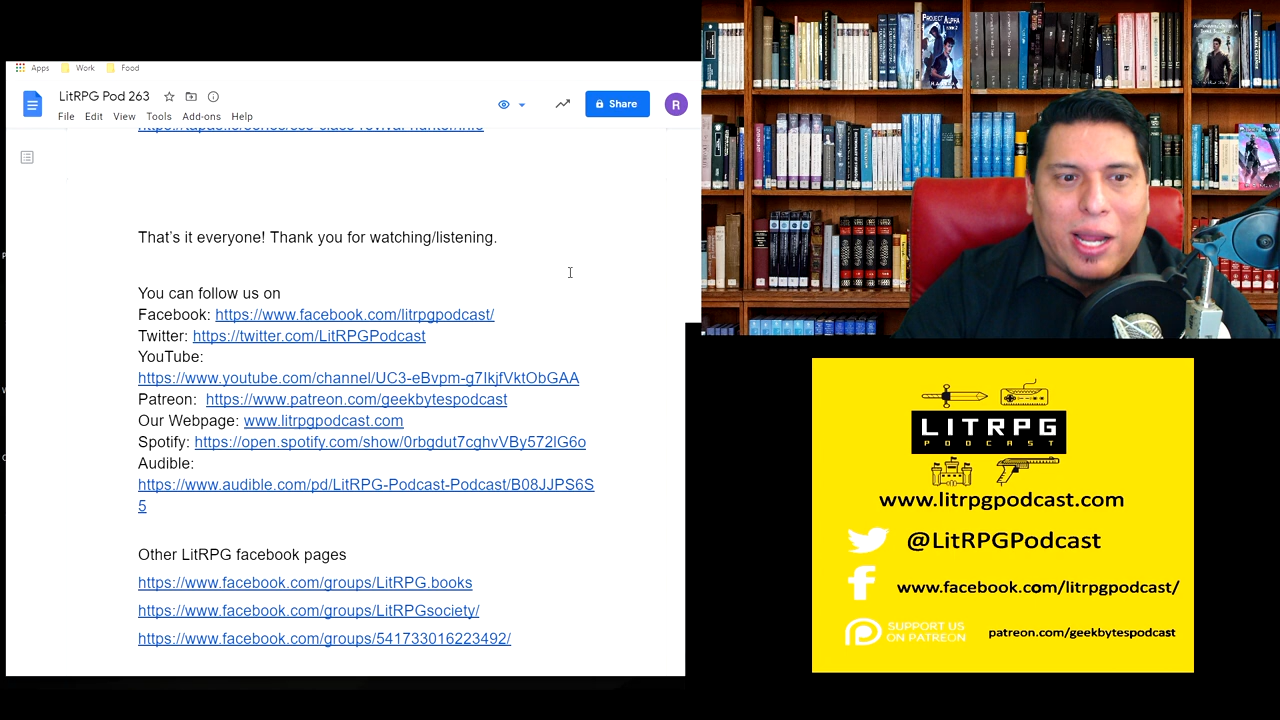 Apps Work Food
LitRPG Pod 263
File Edit View Tools Add-ons Help
Share
R
That's it everyone! Thank you for watching/listening.
You can follow us on
Facebook: https://www.facebook.com/litrpgpodcast/
Twitter: https://twitter.com/LitRPGPodcast
YouTube:
https://www.youtube.com/channel/UC3-eBvpm-g7IkjfVktObGAA
Patreon: https://www.patreon.com/geekbytespodcast
Our Webpage: www.litrpgpodcast.com
Spotify: https://open.spotify.com/show/0rbgdut7cghvVBy572lG6o
Audible:
https://www.audible.com/pd/LitRPG-Podcast-Podcast/B08JJPS6S
5
Other LitRPG facebook pages
https://www.facebook.com/groups/LitRPG.books
https://www.facebook.com/groups/LitRPGsociety/
https://www.facebook.com/groups/541733016223492/
PROJECT ALPHA
LITRPG
PODCAST
www.litrpgpodcast.com
@LitRPGPodcast
www.facebook.com/litrpgpodcast/
SUPPORT US
ON PATREON
patreon.com/geekbytespodcast